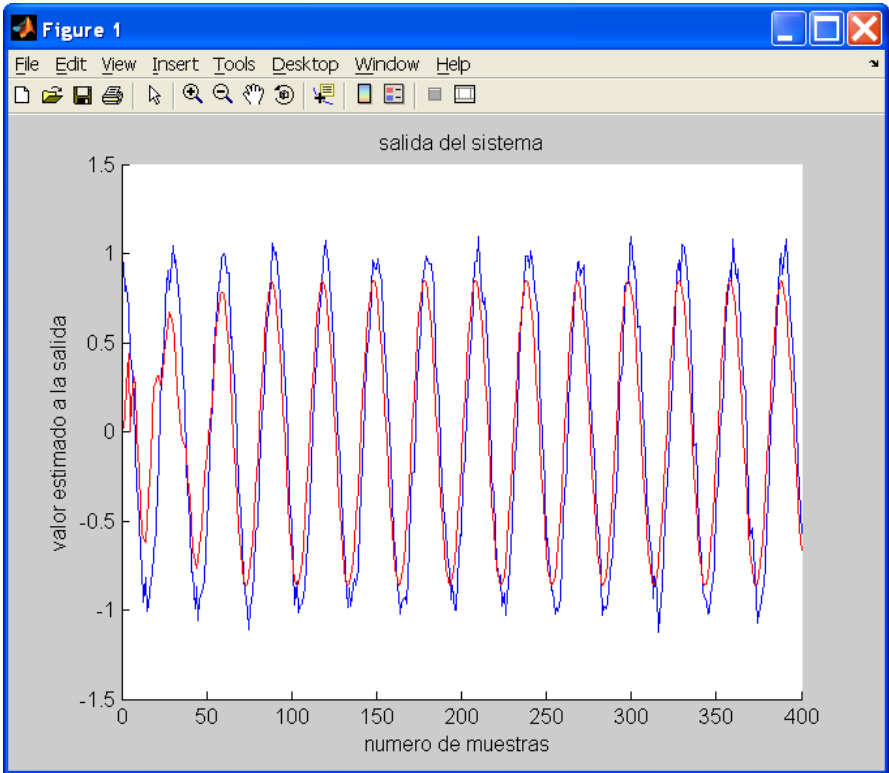 Figure 1
File Edit View Insert Tools Desktop Window Help
salida del sistema
valor estimado a la salida
1.5
1
0.5
0
-0.5
-1
-1.5
0 50 100 150 200 250 300 350 400
numero de muestras